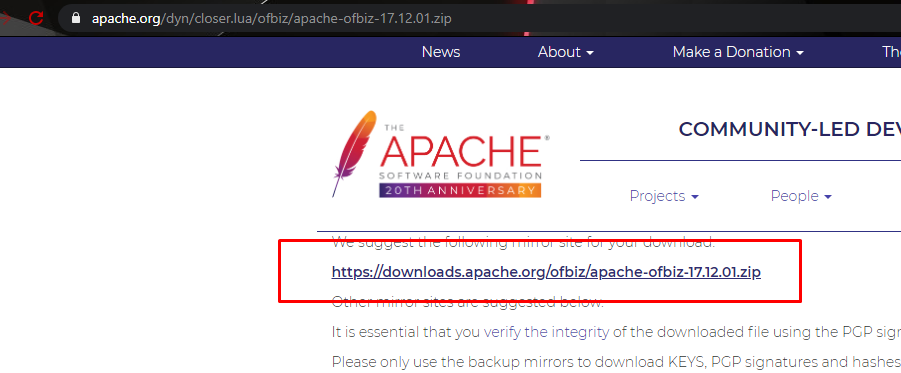 apache.org/dyn/closer.lua/ofbiz/apache-ofbiz-17.12.01.zip
News About Make a Donation Th
THE
APACHE®
SOFTWARE FOUNDATION
20TH ANNIVERSARY
COMMUNITY-LED DEV
Projects People
We suggest the following mirror site for your download:
https://downloads.apache.org/ofbiz/apache-ofbiz-17.12.01.zip
Other mirror sites are suggested below.
It is essential that you verify the integrity of the downloaded file using the PGP sign
Please only use the backup mirrors to download KEYS, PGP signatures and hashes